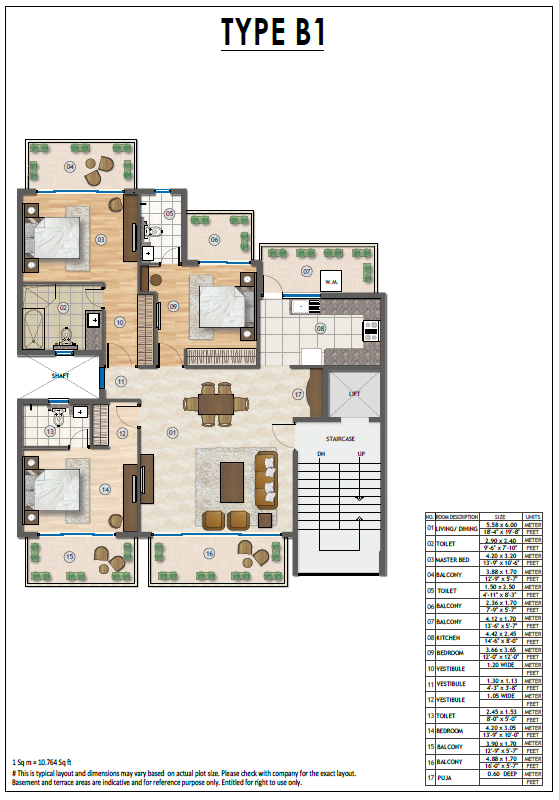 TYPE B1
04
05
03
06
07
W.M.
02
10
09
08
SHAFT
11
17
LIFT
13
12
01
STAIRCASE
DN UP
14
15
16
NO. ROOM DESCRIPTION SIZE UNITS
01 LIVING/ DINING 5.58 x 6.00 METER
18'-4" x 19'-8" FEET
02 TOILET 2.90 x 2.40 METER
9'-6" x 7'-10" FEET
03 MASTER BED 4.20 x 3.20 METER
13'-9" x 10'-6" FEET
04 BALCONY 3.88 x 1.70 METER
12'-9" x 5'-7" FEET
05 TOILET 1.50 x 2.50 METER
4'-11" x 8'-3" FEET
06 BALCONY 2.36 x 1.70 METER
7'-9" x 5'-7" FEET
07 BALCONY 4.12 x 1.70 METER
13'-6" x 5'-7" FEET
08 KITCHEN 4.42 x 2.45 METER
14'-6" x 8'-0" FEET
09 BEDROOM 3.66 x 3.65 METER
12'-0" x 12'-0" FEET
10 VESTIBULE 1.20 WIDE METER
FEET
11 VESTIBULE 1.30 x 1.13 METER
4'-3" x 3'-8" FEET
12 VESTIBULE 1.05 WIDE METER
FEET
13 TOILET 2.45 x 1.53 METER
8'-0" x 5'-0" FEET
14 BEDROOM 4.20 x 3.05 METER
13'-9" x 10'-0" FEET
15 BALCONY 3.90 x 1.70 METER
12'-9" x 5'-7" FEET
16 BALCONY 4.88 x 1.70 METER
16'-0" x 5'-7" FEET
17 PUJA 0.60 DEEP METER
FEET
1 Sq m = 10.764 Sq ft
# This is typical layout and dimensions may vary based on actual plot size. Please check with company for the exact layout.
Basement and terrace areas are indicative and for reference purpose only. Entitled for right to use only.